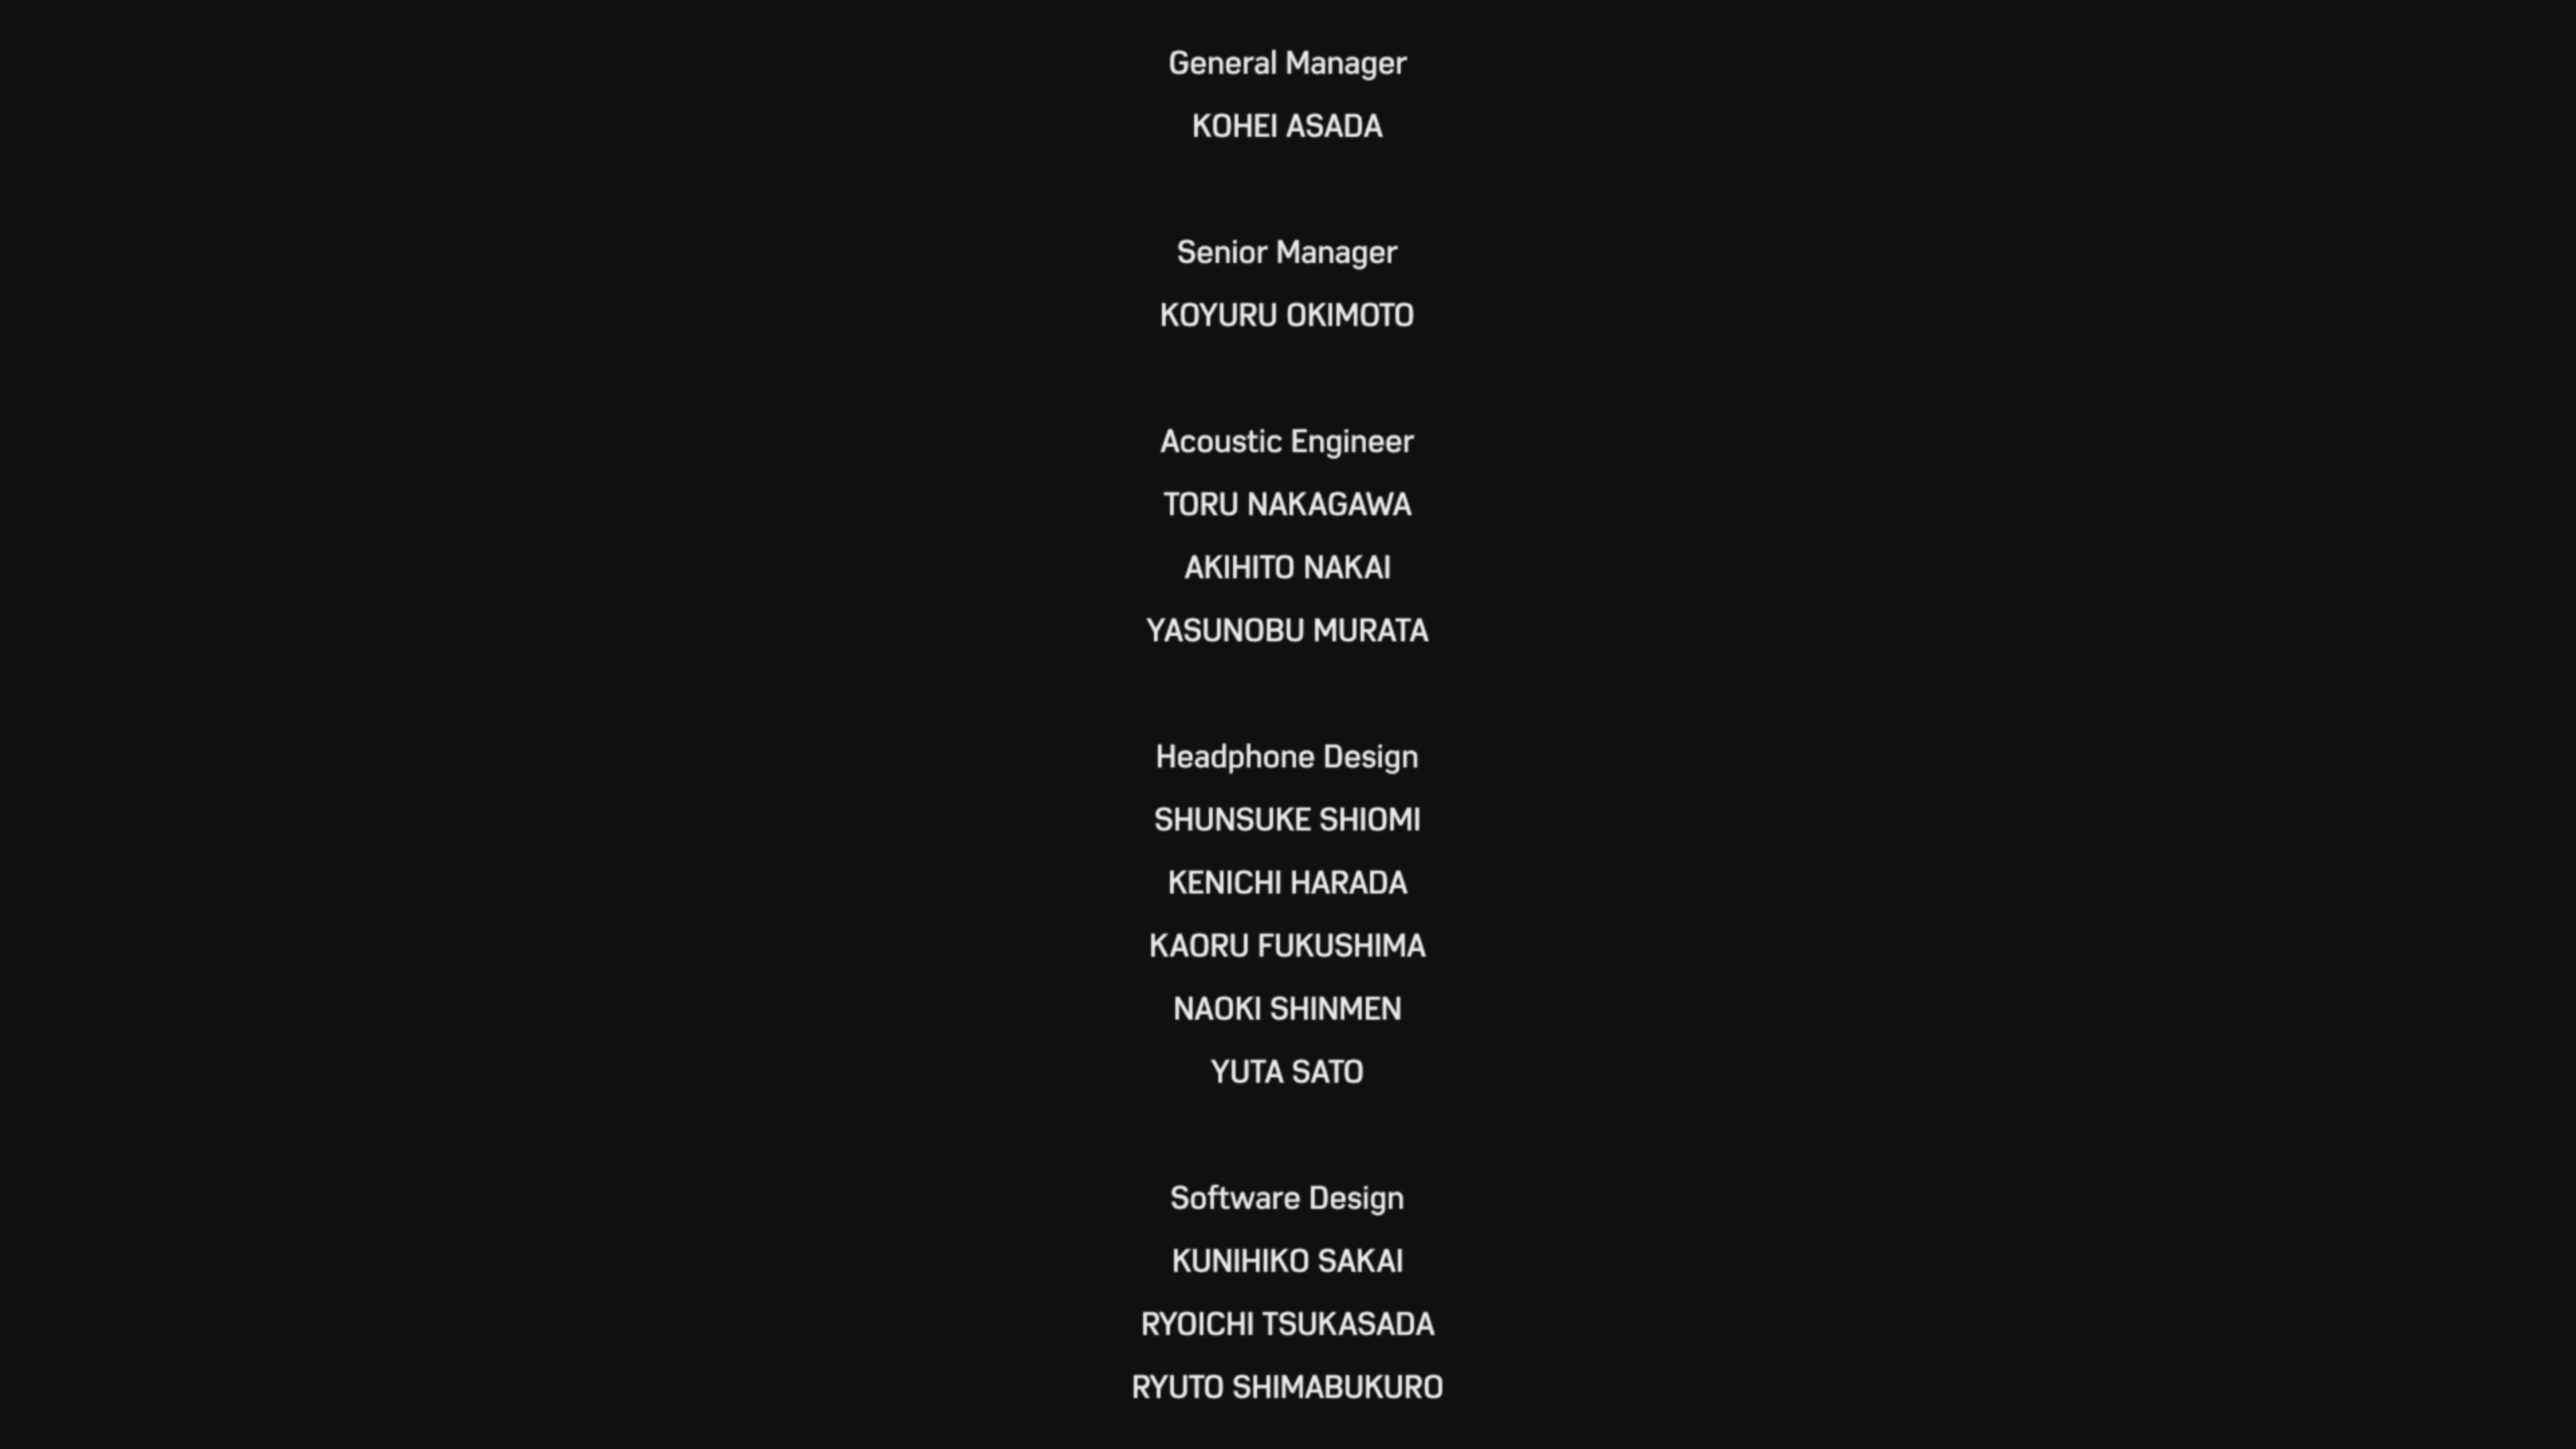 General Manager
KOHEI ASADA
Senior Manager
KOYURU OKIMOTO
Acoustic Engineer
TORU NAKAGAWA
AKIHITO NAKAI
YASUNOBU MURATA
Headphone Design
SHUNSUKE SHIOMI
KENICHI HARADA
KAORU FUKUSHIMA
NAOKI SHINMEN
YUTA SATO
Software Design
KUNIHIKO SAKAI
RYOICHI TSUKASADA
RYUTO SHIMABUKURO